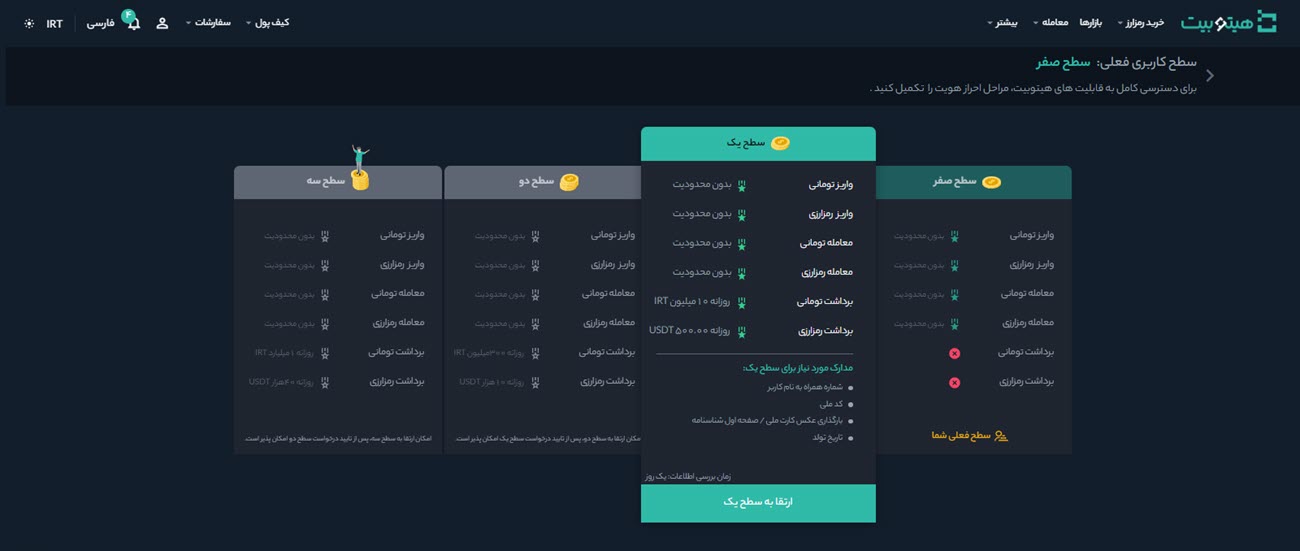 هیتوبیت
خرید رمزارز
بازارها
معامله
بیشتر
کیف پول
سفارشات
۴
فارسی
IRT
سطح کاربری فعلی: سطح صفر
برای دسترسی کامل به قابلیت های هیتوبیت، مراحل احراز هویت را تکمیل کنید .
سطح صفر
واریز تومانی بدون محدودیت
واریز رمزارزی بدون محدودیت
معامله تومانی بدون محدودیت
معامله رمزارزی بدون محدودیت
برداشت تومانی
برداشت رمزارزی
سطح فعلی شما
سطح یک
واریز تومانی بدون محدودیت
واریز رمزارزی بدون محدودیت
معامله تومانی بدون محدودیت
معامله رمزارزی بدون محدودیت
برداشت تومانی روزانه ۱۰ میلیون IRT
برداشت رمزارزی روزانه ۵۰۰.۰۰ USDT
مدارک مورد نیاز برای سطح یک:
شماره همراه به نام کاربر
کد ملی
بارگذاری عکس کارت ملی / صفحه اول شناسنامه
تاریخ تولد
زمان بررسی اطلاعات: یک روز
ارتقا به سطح یک
سطح دو
واریز تومانی بدون محدودیت
واریز رمزارزی بدون محدودیت
معامله تومانی بدون محدودیت
معامله رمزارزی بدون محدودیت
برداشت تومانی روزانه ۳۰۰میلیون IRT
برداشت رمزارزی روزانه ۱۰ هزار USDT
امکان ارتقا به سطح دو، پس از تایید درخواست سطح یک امکان پذیر است.
سطح سه
واریز تومانی بدون محدودیت
واریز رمزارزی بدون محدودیت
معامله تومانی بدون محدودیت
معامله رمزارزی بدون محدودیت
برداشت تومانی روزانه ۱ میلیارد IRT
برداشت رمزارزی روزانه ۴۰هزار USDT
امکان ارتقا به سطح سه، پس از تایید درخواست سطح دو امکان پذیر است.